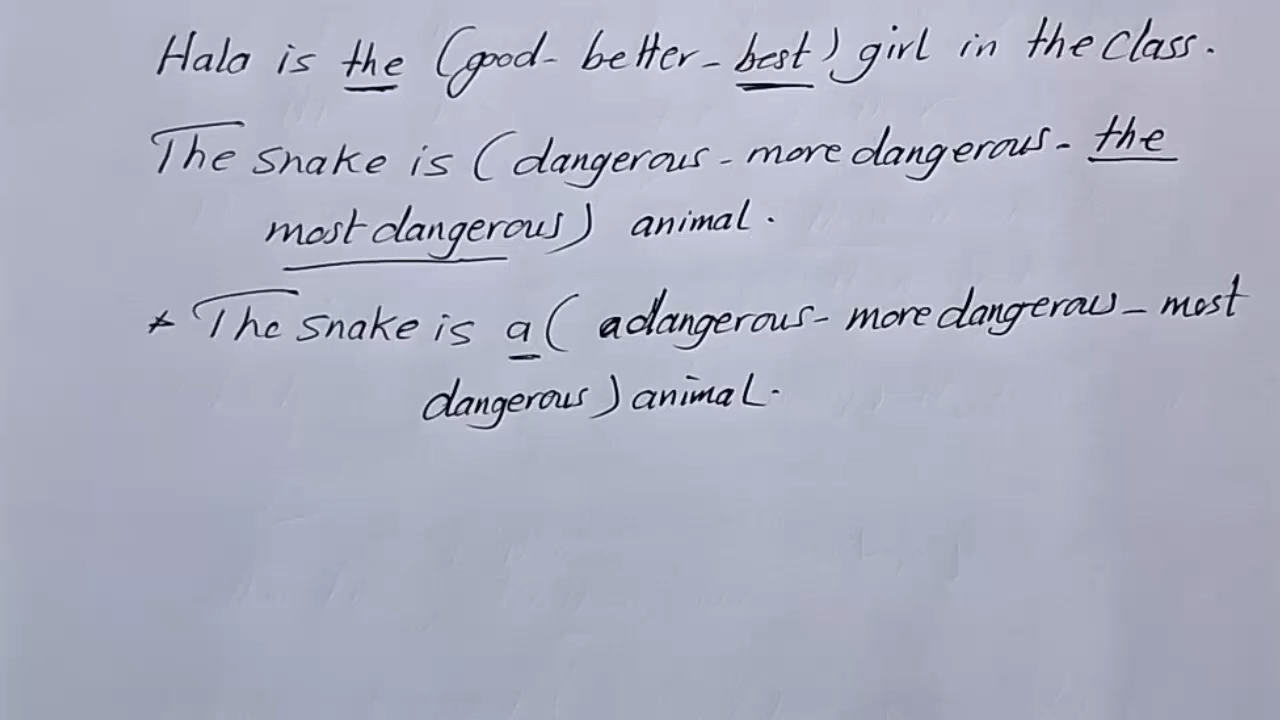 Hala is the (good - better - best) girl in the class.
The snake is (dangerous - more dangerous - the
most dangerous) animal.
* The snake is a ( adangerous - more dangerous - most
dangerous) animal.